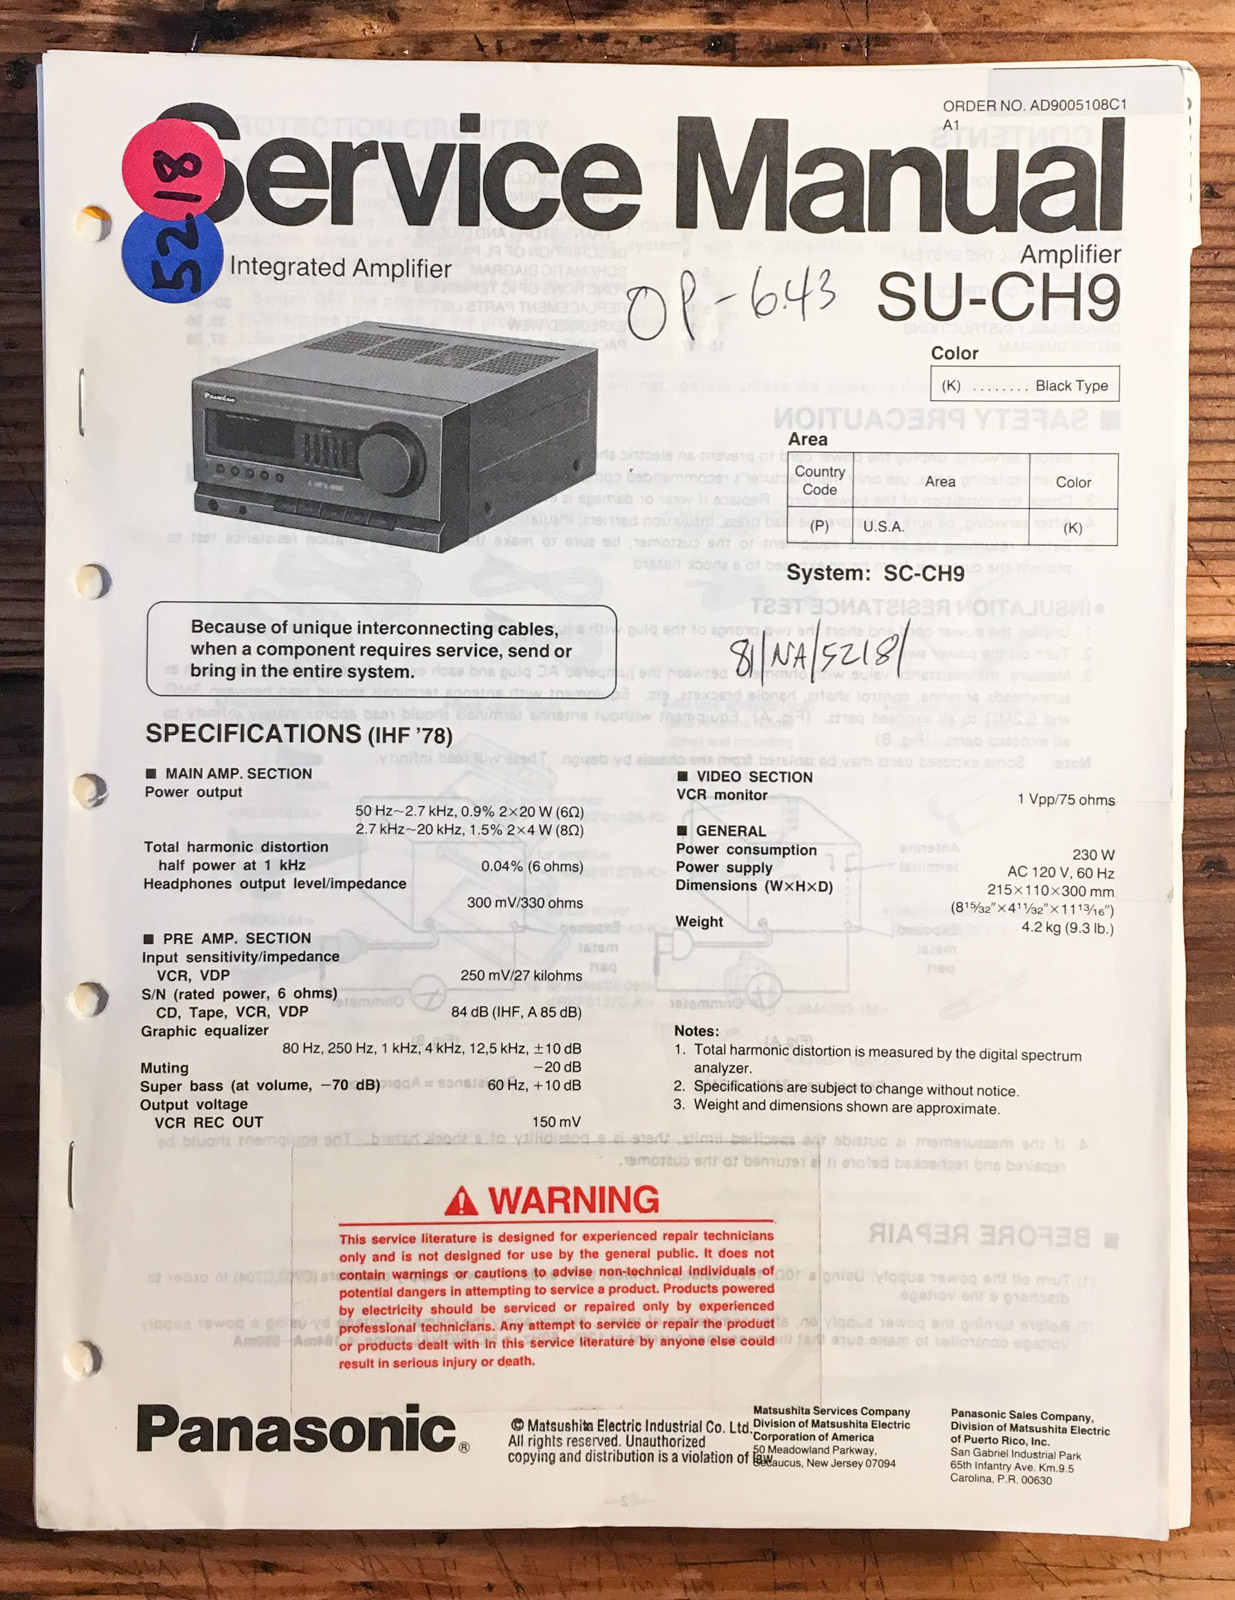 ORDER NO. AD9005108C1
A1
Service Manual
5218
Integrated Amplifier
Amplifier
SU-CH9
OP-643
Color
(K) ........ Black Type
Area
Country Code Area Color
(P) U.S.A. (K)
System: SC-CH9
Panasonic
81/NA/5218/
Because of unique interconnecting cables,
when a component requires service, send or
bring in the entire system.
SPECIFICATIONS (IHF '78)
■ MAIN AMP. SECTION
Power output
50 Hz~2.7 kHz, 0.9% 2×20 W (6Ω)
2.7 kHz~20 kHz, 1.5% 2×4 W (8Ω)
Total harmonic distortion
half power at 1 kHz 0.04% (6 ohms)
Headphones output level/impedance
300 mV/330 ohms
■ PRE AMP. SECTION
Input sensitivity/impedance
VCR, VDP 250 mV/27 kilohms
S/N (rated power, 6 ohms)
CD, Tape, VCR, VDP 84 dB (IHF, A 85 dB)
Graphic equalizer
80 Hz, 250 Hz, 1 kHz, 4 kHz, 12,5 kHz, ±10 dB
Muting −20 dB
Super bass (at volume, −70 dB) 60 Hz, +10 dB
Output voltage
VCR REC OUT 150 mV
■ VIDEO SECTION
VCR monitor 1 Vpp/75 ohms
■ GENERAL
Power consumption 230 W
Power supply AC 120 V, 60 Hz
Dimensions (W×H×D) 215×110×300 mm
(8 15/32"×4 11/32"×11 13/16")
Weight 4.2 kg (9.3 lb.)
Notes:
1. Total harmonic distortion is measured by the digital spectrum
analyzer.
2. Specifications are subject to change without notice.
3. Weight and dimensions shown are approximate.
⚠ WARNING
This service literature is designed for experienced repair technicians
only and is not designed for use by the general public. It does not
contain warnings or cautions to advise non-technical individuals of
potential dangers in attempting to service a product. Products powered
by electricity should be serviced or repaired only by experienced
professional technicians. Any attempt to service or repair the product
or products dealt with in this service literature by anyone else could
result in serious injury or death.
Panasonic®
© Matsushita Electric Industrial Co. Ltd.
All rights reserved. Unauthorized
copying and distribution is a violation of law.
Matsushita Services Company
Division of Matsushita Electric
Corporation of America
50 Meadowland Parkway,
Secaucus, New Jersey 07094
Panasonic Sales Company,
Division of Matsushita Electric
of Puerto Rico, Inc.
San Gabriel Industrial Park
65th Infantry Ave. Km.9.5
Carolina, P.R. 00630